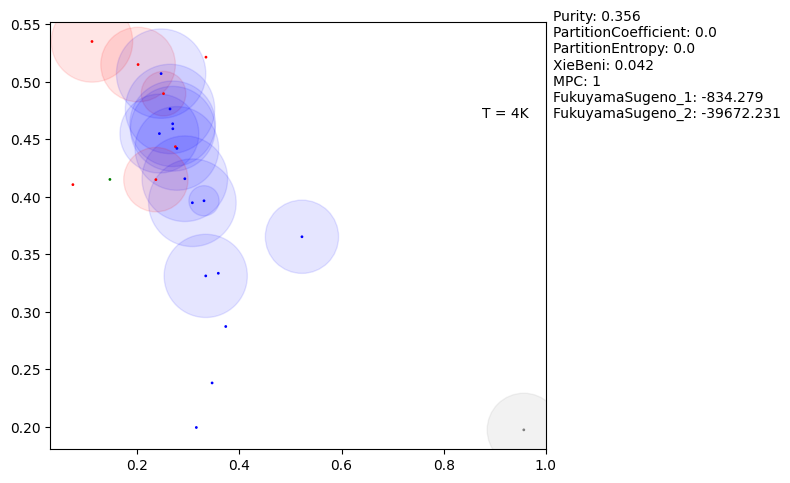 Purity: 0.356
PartitionCoefficient: 0.0
PartitionEntropy: 0.0
XieBeni: 0.042
MPC: 1
FukuyamaSugeno_1: -834.279
FukuyamaSugeno_2: -39672.231
T = 4K
0.55
0.50
0.45
0.40
0.35
0.30
0.25
0.20
0.2 0.4 0.6 0.8 1.0